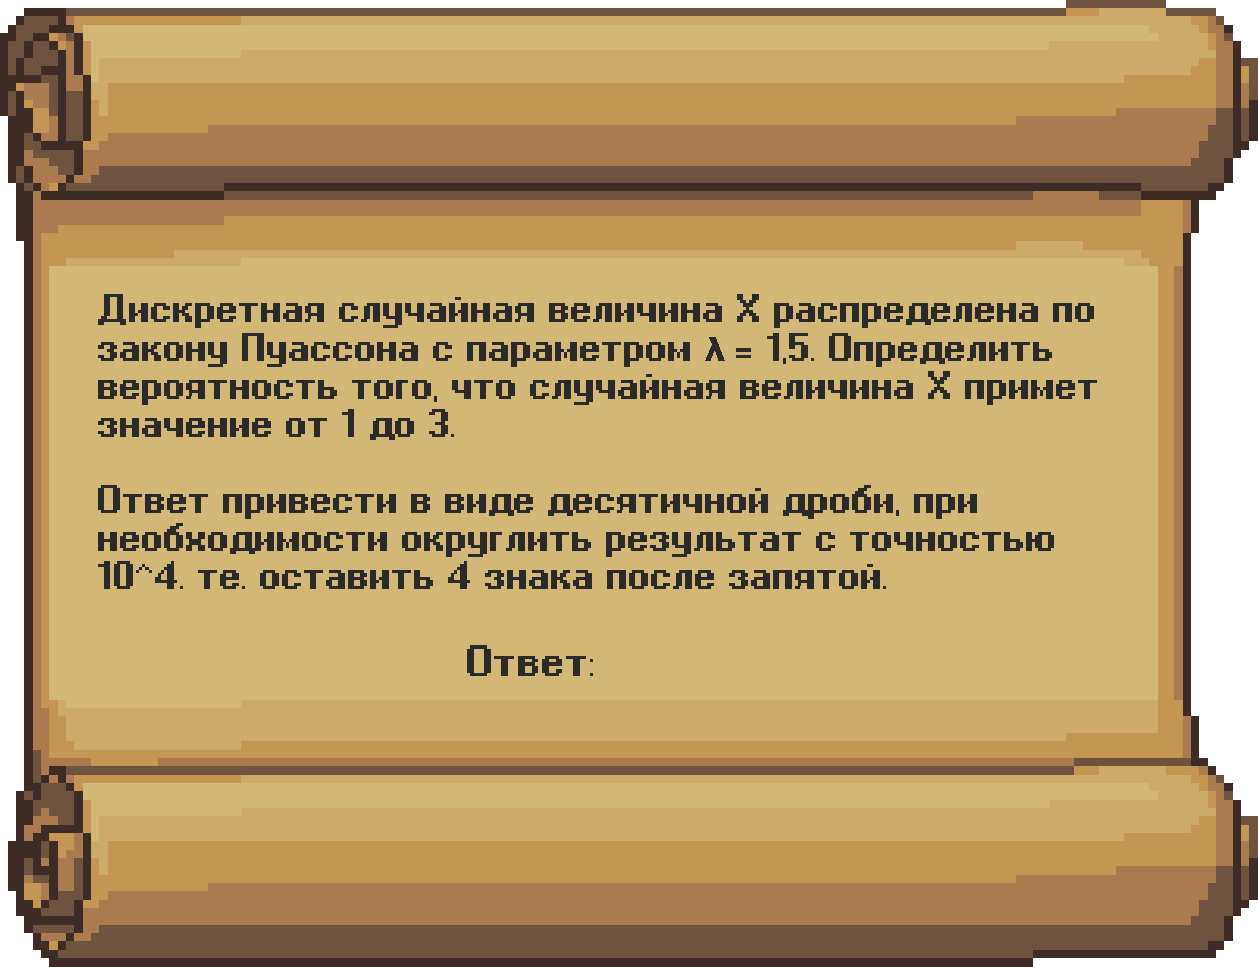 Дискретная случайная величина X распределена по
закону Пуассона с параметром λ = 1,5. Определить
вероятность того, что случайная величина X примет
значение от 1 до 3.
Ответ привести в виде десятичной дроби, при
необходимости округлить результат с точностью
10^4. те. оставить 4 знака после запятой.
Ответ: